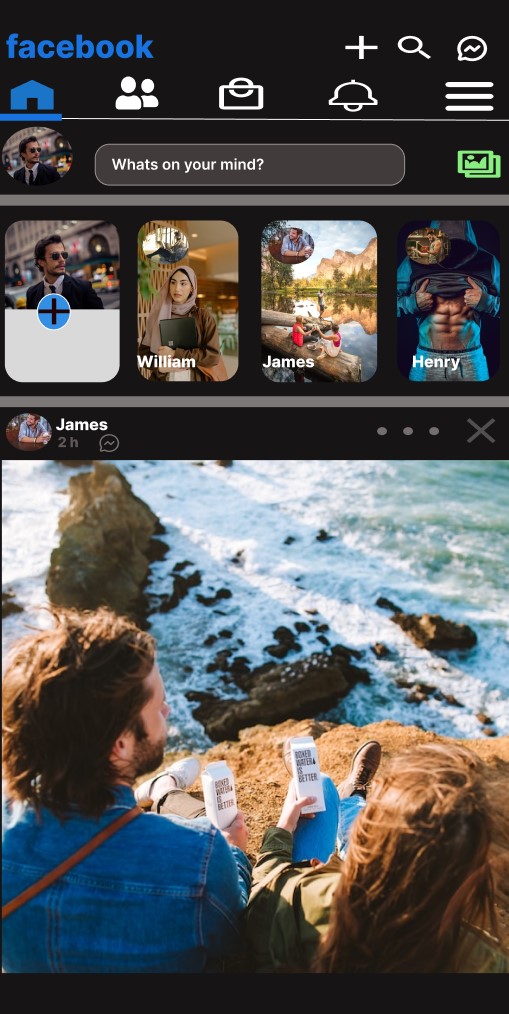 facebook
Whats on your mind?
William
James
Henry
James
2 h
BOXED
WATER
IS
BETTER.
BOXED
WATER
IS
BETTER.